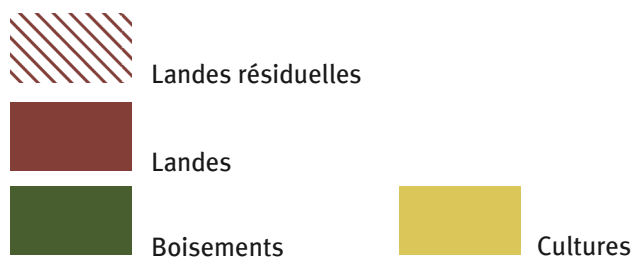 Landes résiduelles
Landes
Boisements
Cultures